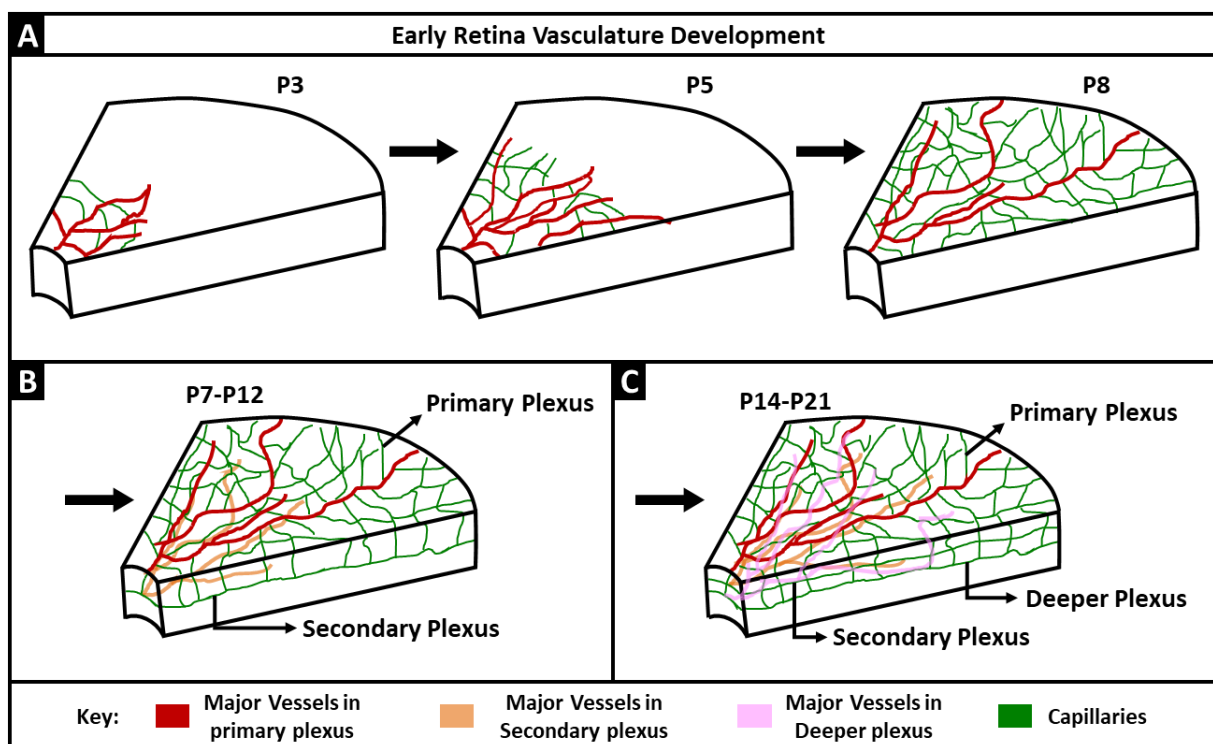 A
Early Retina Vasculature Development
P3
P5
P8
B
P7-P12
Primary Plexus
Secondary Plexus
C
P14-P21
Primary Plexus
Deeper Plexus
Secondary Plexus
Key:
Major Vessels in
primary plexus
Major Vessels in
Secondary plexus
Major Vessels in
Deeper plexus
Capillaries